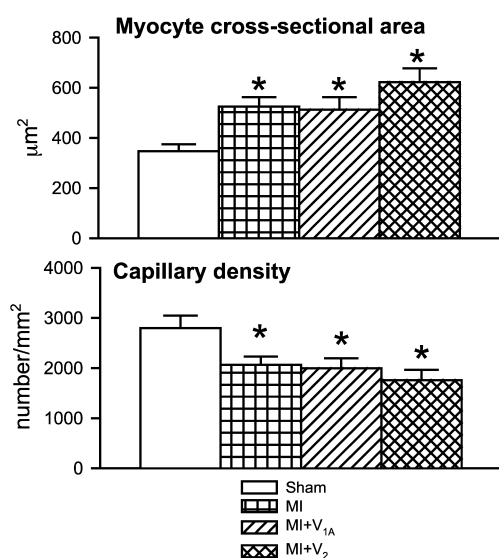 Myocyte cross-sectional area
800
600
400
200
0
μm²
* * *
Capillary density
4000
3000
2000
1000
0
number/mm²
* * *
Sham
MI
MI+V₁A
MI+V₂